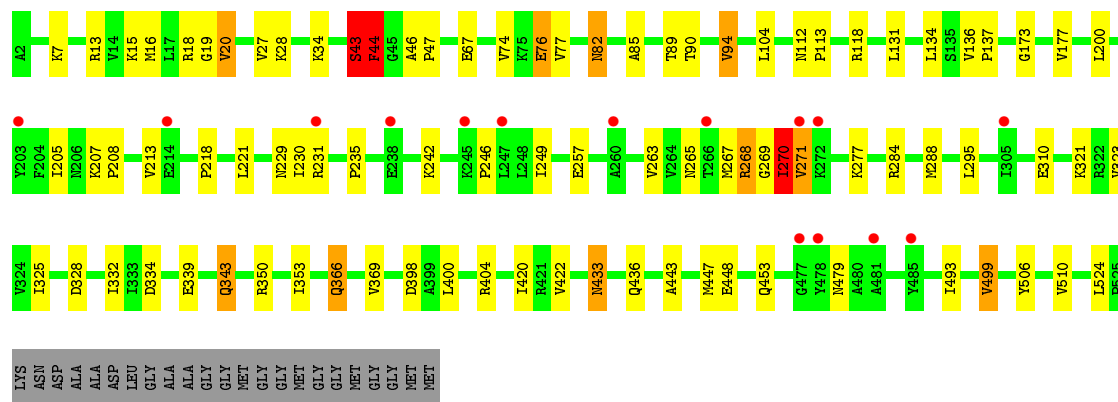 A2 K7 R13 V14 K15 M16 L17 R18 G19 V20 V27 K28 K34 S43 F44 G45 A46 P47 E67 V74 K75 E76 V77 N82 A85 T89 T90 V94 L104 N112 P113 R118 L131 L134 S135 V136 P137 G173 V177 L200
Y203 F204 I205 N206 K207 P208 V213 E214 P218 L221 N229 I230 R231 P235 E238 K242 K245 P246 L247 L248 I249 E257 A260 V263 V264 N265 T266 M267 R268 G269 I270 V271 K272 K277 R284 M288 L295 I305 E310 K321 R322 V323
V324 I325 D328 I332 I333 D334 E339 Q343 R350 I353 Q366 V369 D398 A399 L400 R404 I420 R421 V422 N433 Q436 A443 M447 E448 Q453 G477 Y478 N479 A480 A481 Y485 I493 V499 Y506 V510 L524 P525
LYS ASN ASP ALA ALA ASP LEU GLY ALA ALA GLY GLY MET GLY GLY MET GLY GLY MET GLY GLY MET MET